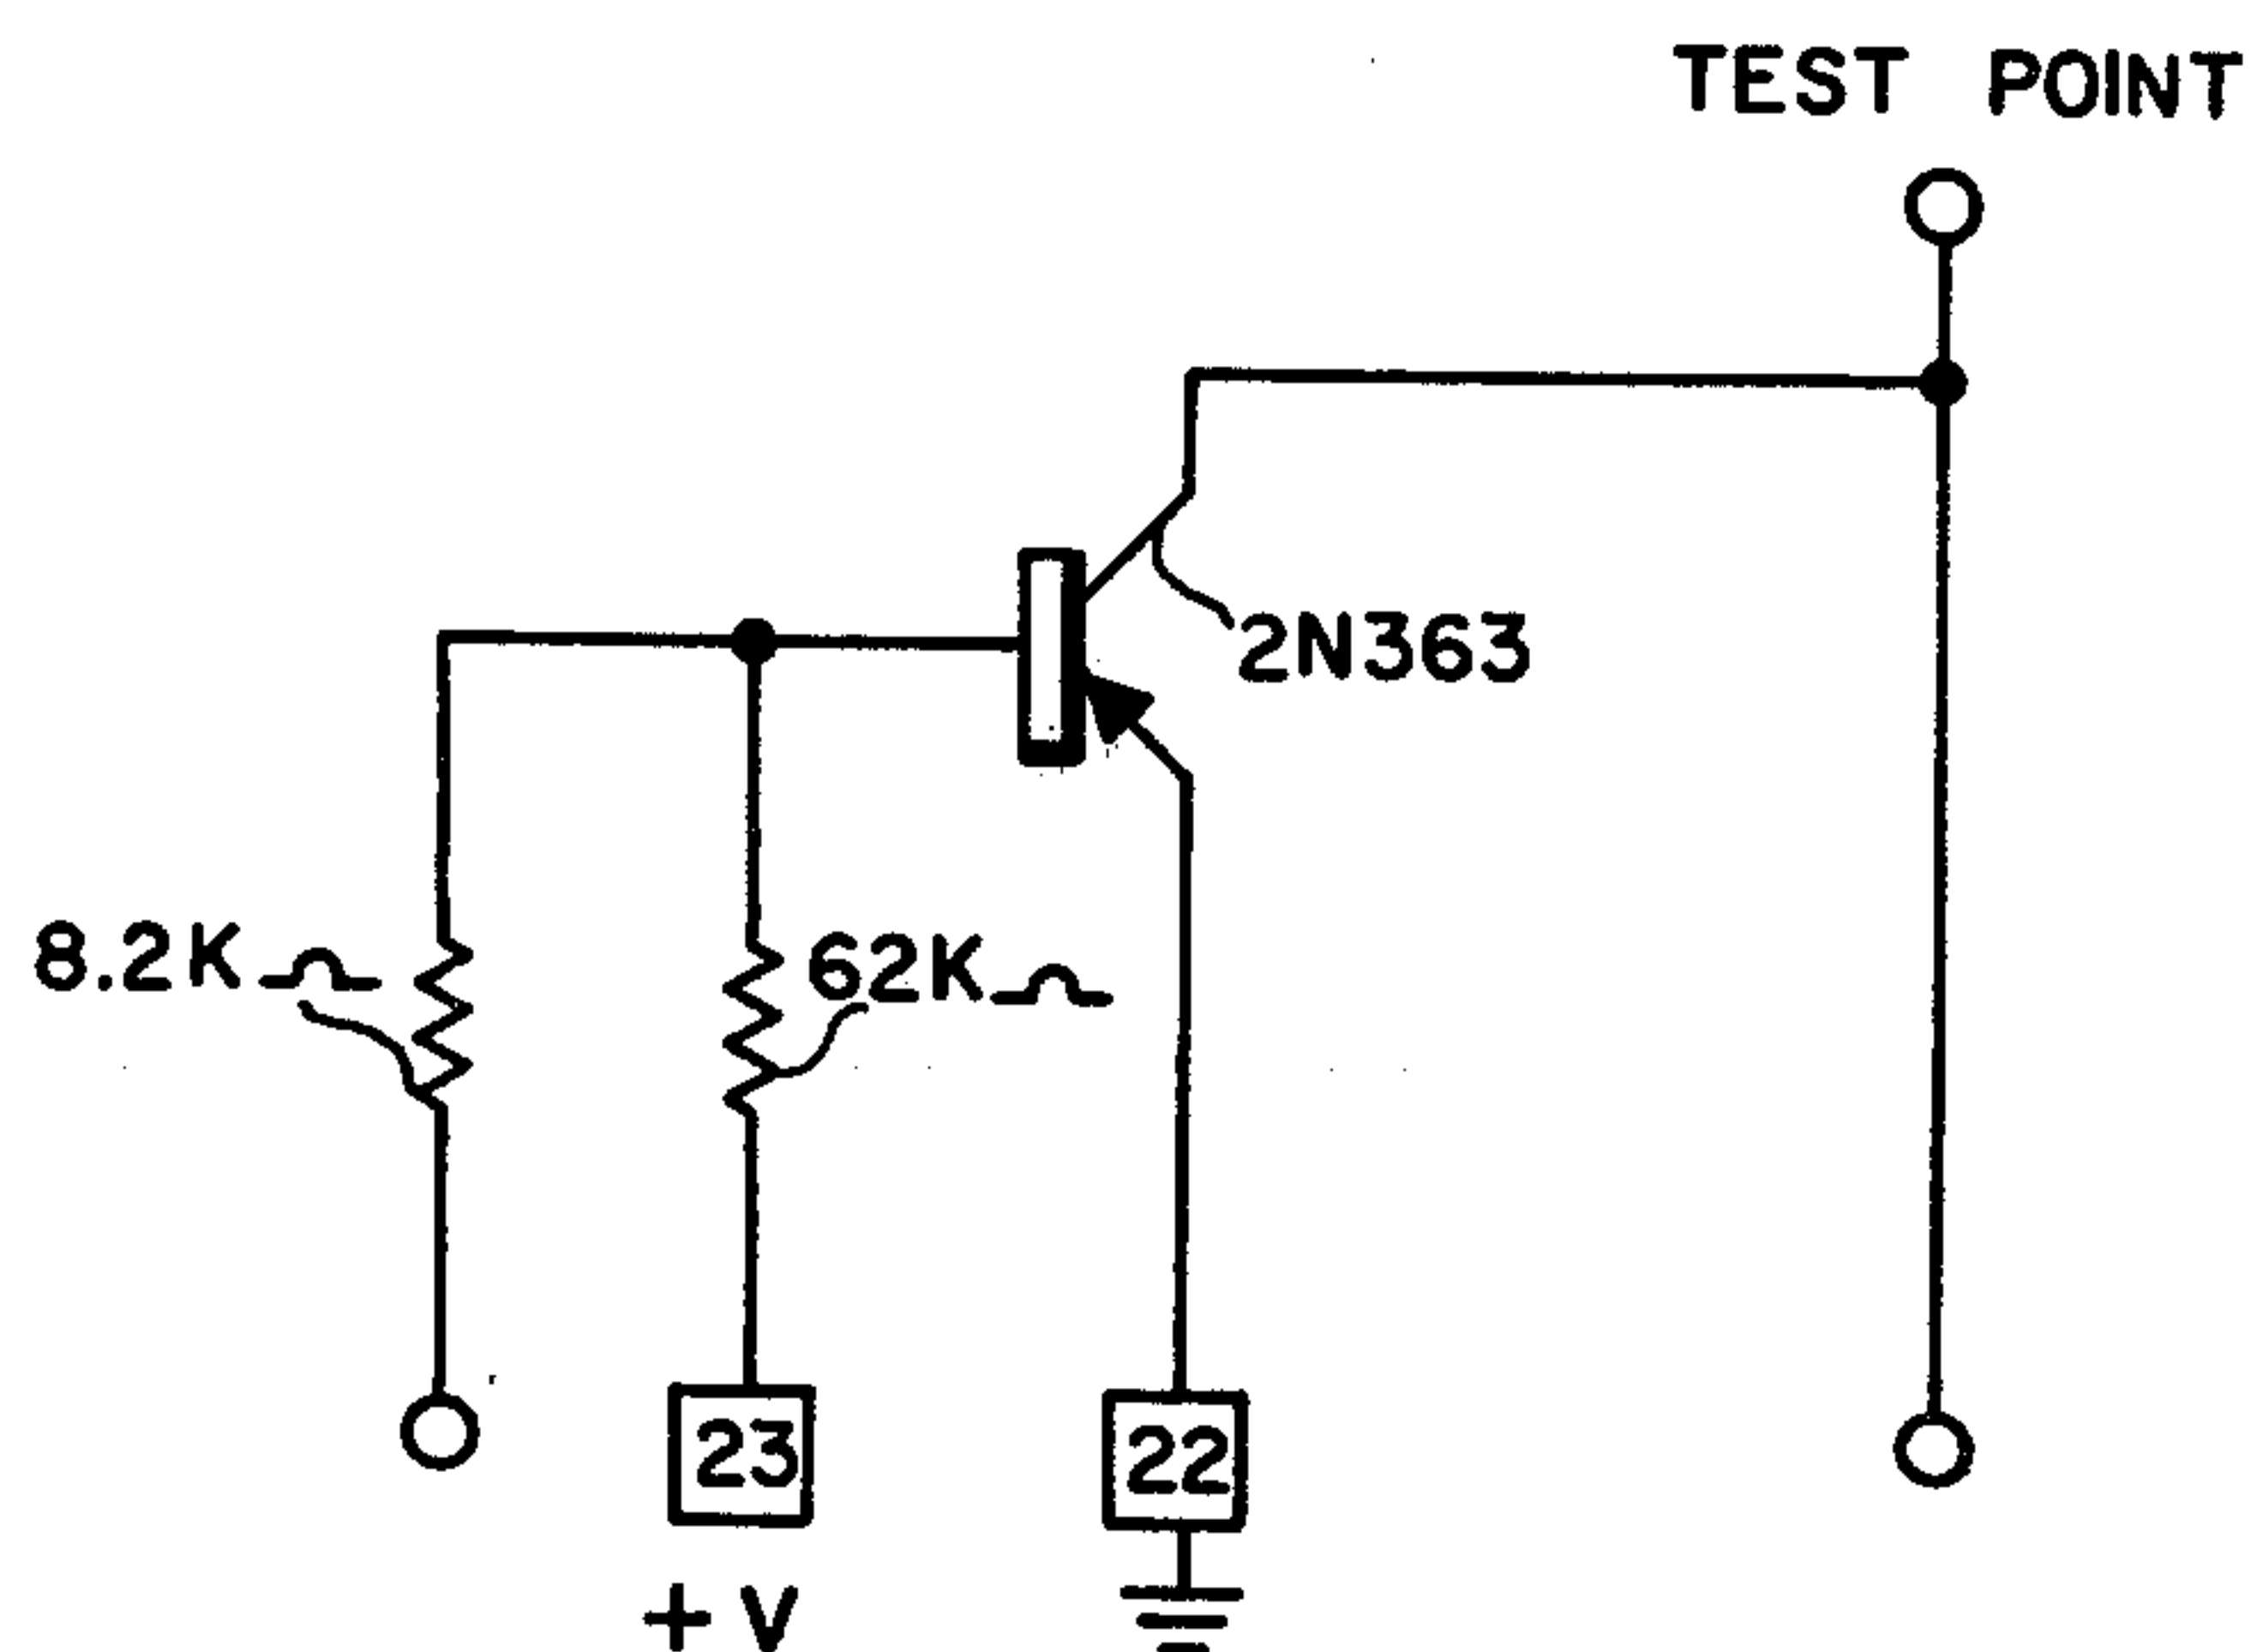 TEST POINT
2N363
8.2K Ω
62K Ω
23
22
+ V